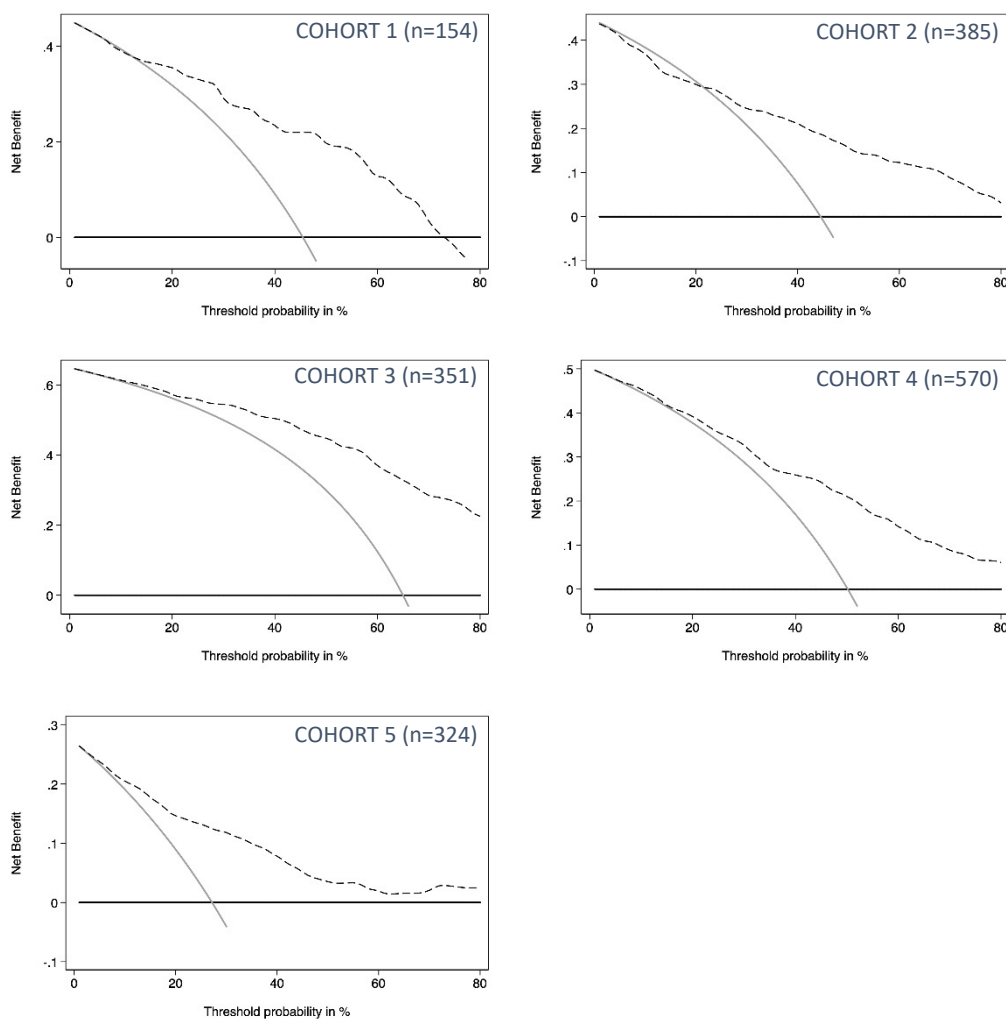 COHORT 1 (n=154)
.4
.2
0
Net Benefit
0 20 40 60 80
Threshold probability in %
COHORT 2 (n=385)
.4
.3
.2
.1
0
-.1
Net Benefit
0 20 40 60 80
Threshold probability in %
COHORT 3 (n=351)
.6
.4
.2
0
Net Benefit
0 20 40 60 80
Threshold probability in %
COHORT 4 (n=570)
.5
.4
.3
.2
.1
0
Net Benefit
0 20 40 60 80
Threshold probability in %
COHORT 5 (n=324)
.3
.2
.1
0
-.1
Net Benefit
0 20 40 60 80
Threshold probability in %